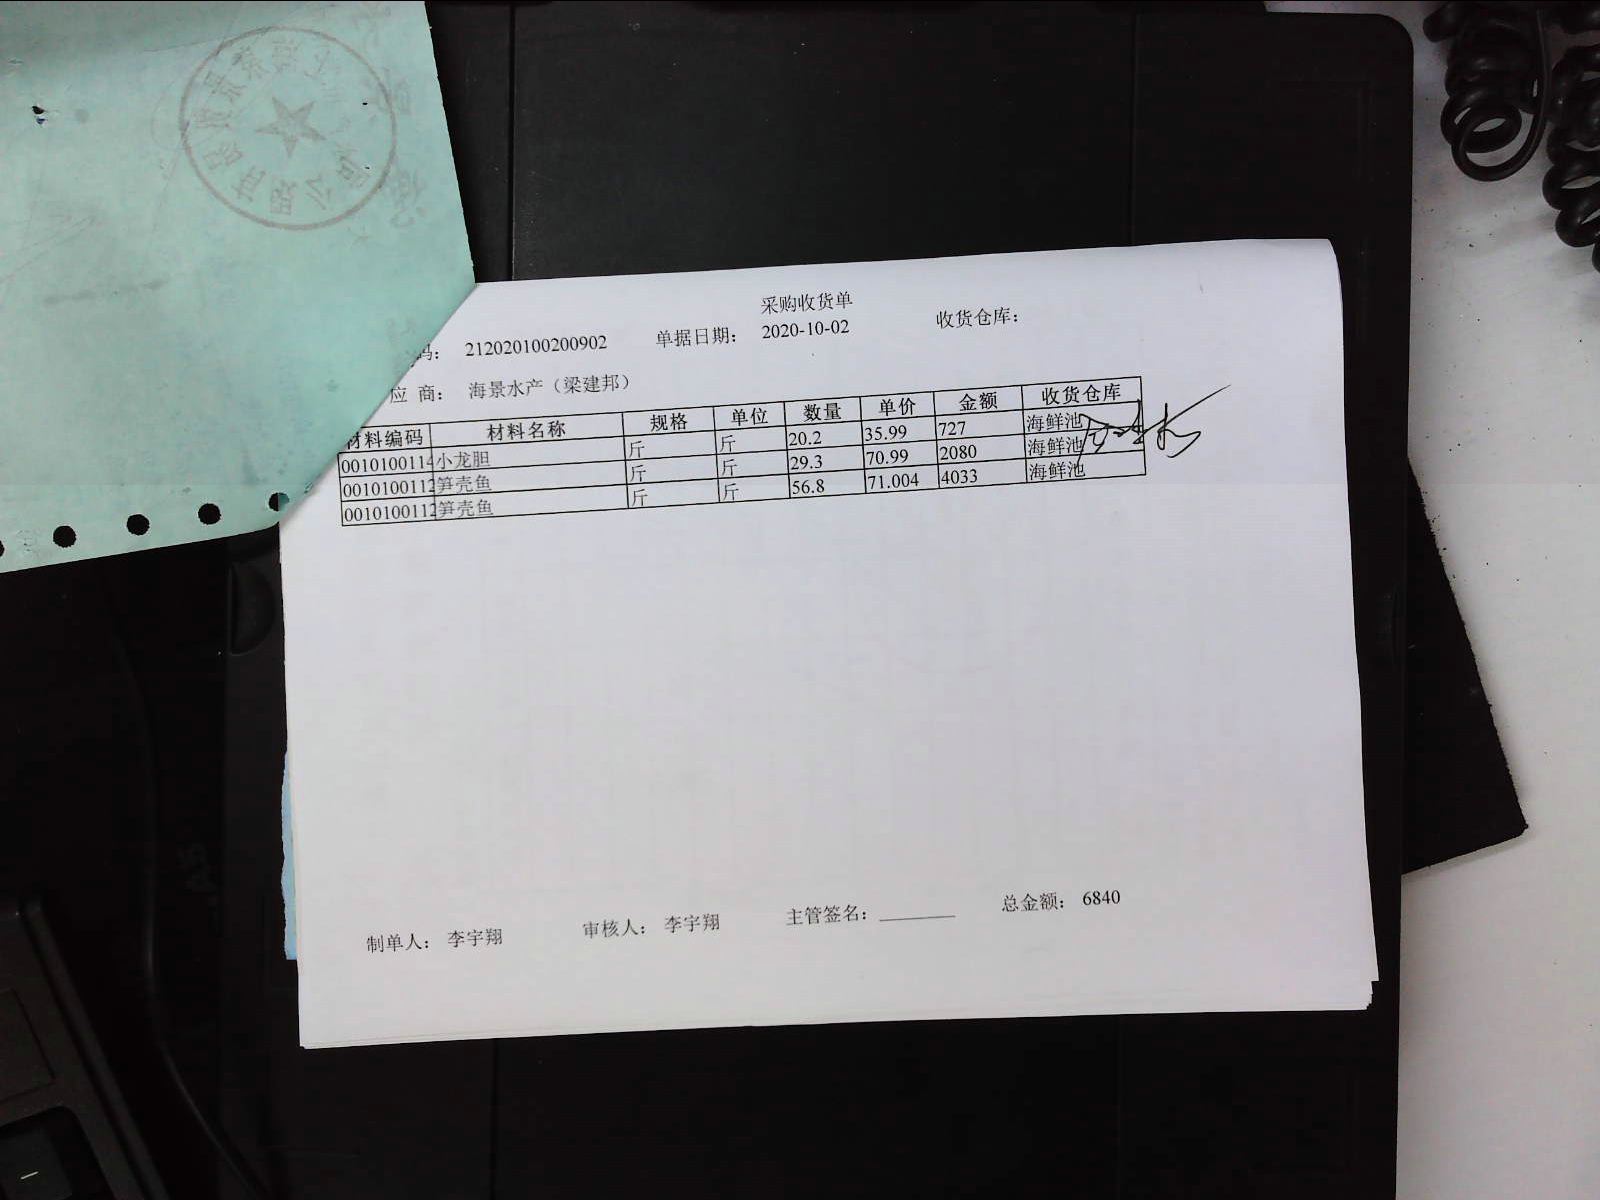 采购收货单
码： 212020100200902 单据日期： 2020-10-02 收货仓库：
应 商： 海景水产（梁建邦）
材料编码 材料名称 规格 单位 数量 单价 金额 收货仓库
0010100114 小龙胆 斤 斤 20.2 35.99 727 海鲜池
0010100112 笋壳鱼 斤 斤 29.3 70.99 2080 海鲜池
0010100112 笋壳鱼 斤 斤 56.8 71.004 4033 海鲜池
制单人： 李宇翔 审核人： 李宇翔 主管签名： 总金额： 6840